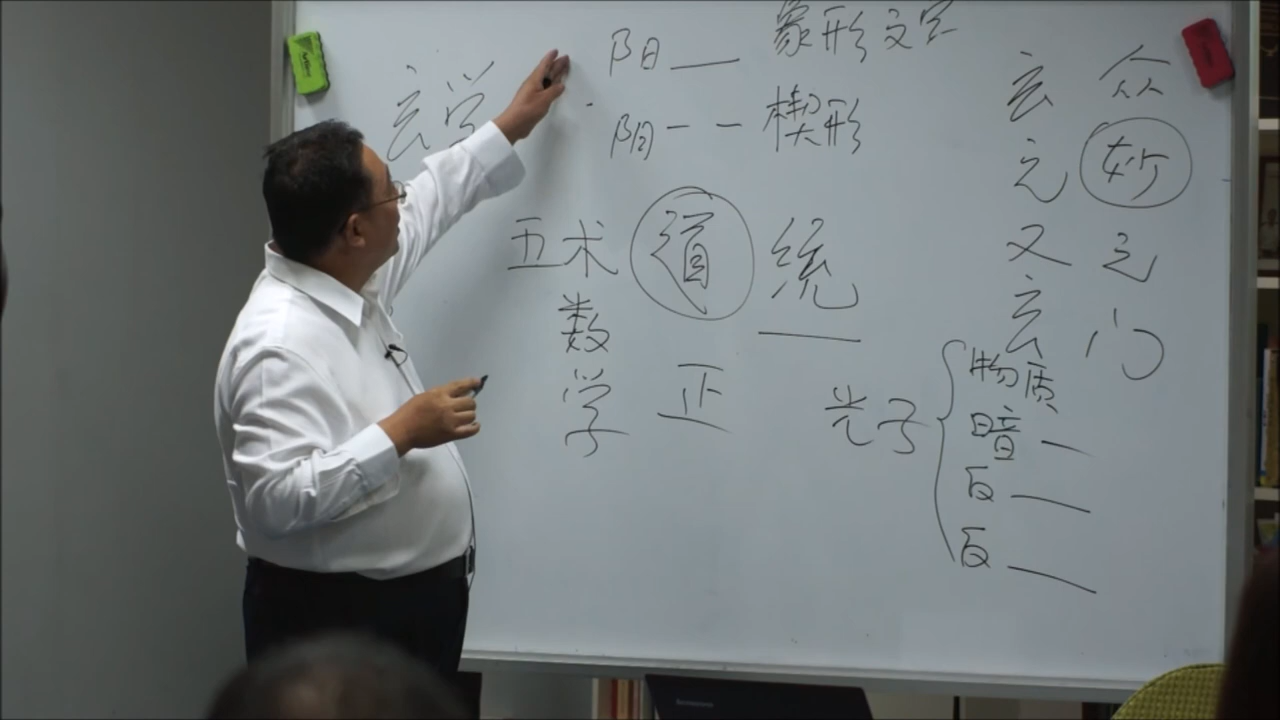 玄学
阳— 象形文字
阴-- 楔形
五术道统
数学
正
光子
物质
暗—
反—
反—
玄之又玄
众妙之门